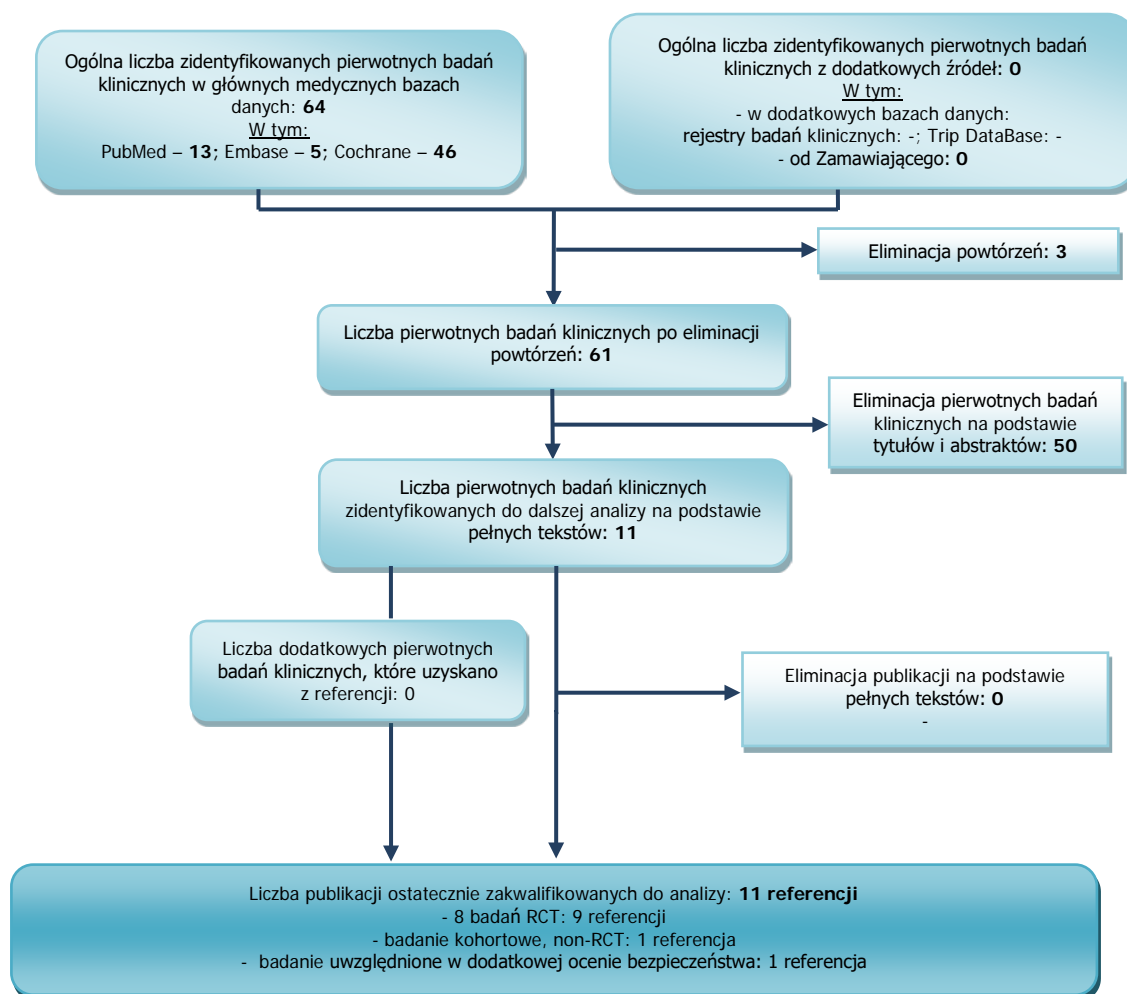 Ogólna liczba zidentyfikowanych pierwotnych badań
klinicznych w głównych medycznych bazach
danych: 64
W tym:
PubMed – 13; Embase – 5; Cochrane – 46
Ogólna liczba zidentyfikowanych pierwotnych badań
klinicznych z dodatkowych źródeł: 0
W tym:
- w dodatkowych bazach danych:
rejestry badań klinicznych: -; Trip DataBase: -
- od Zamawiającego: 0
Eliminacja powtórzeń: 3
Liczba pierwotnych badań klinicznych po eliminacji
powtórzeń: 61
Eliminacja pierwotnych badań
klinicznych na podstawie
tytułów i abstraktów: 50
Liczba pierwotnych badań klinicznych
zidentyfikowanych do dalszej analizy na podstawie
pełnych tekstów: 11
Liczba dodatkowych pierwotnych
badań klinicznych, które uzyskano
z referencji: 0
Eliminacja publikacji na podstawie
pełnych tekstów: 0
-
Liczba publikacji ostatecznie zakwalifikowanych do analizy: 11 referencji
- 8 badań RCT: 9 referencji
- badanie kohortowe, non-RCT: 1 referencja
- badanie uwzględnione w dodatkowej ocenie bezpieczeństwa: 1 referencja